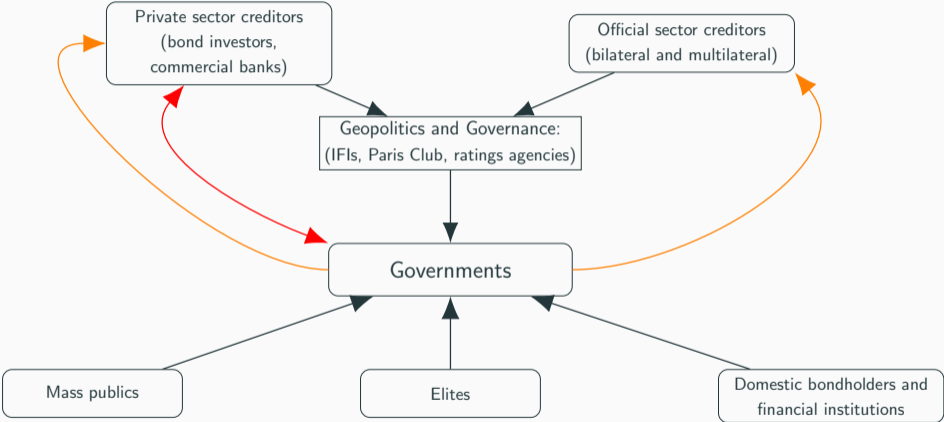 Private sector creditors
(bond investors,
commercial banks)
Official sector creditors
(bilateral and multilateral)
Geopolitics and Governance:
(IFIs, Paris Club, ratings agencies)
Governments
Mass publics
Elites
Domestic bondholders and
financial institutions